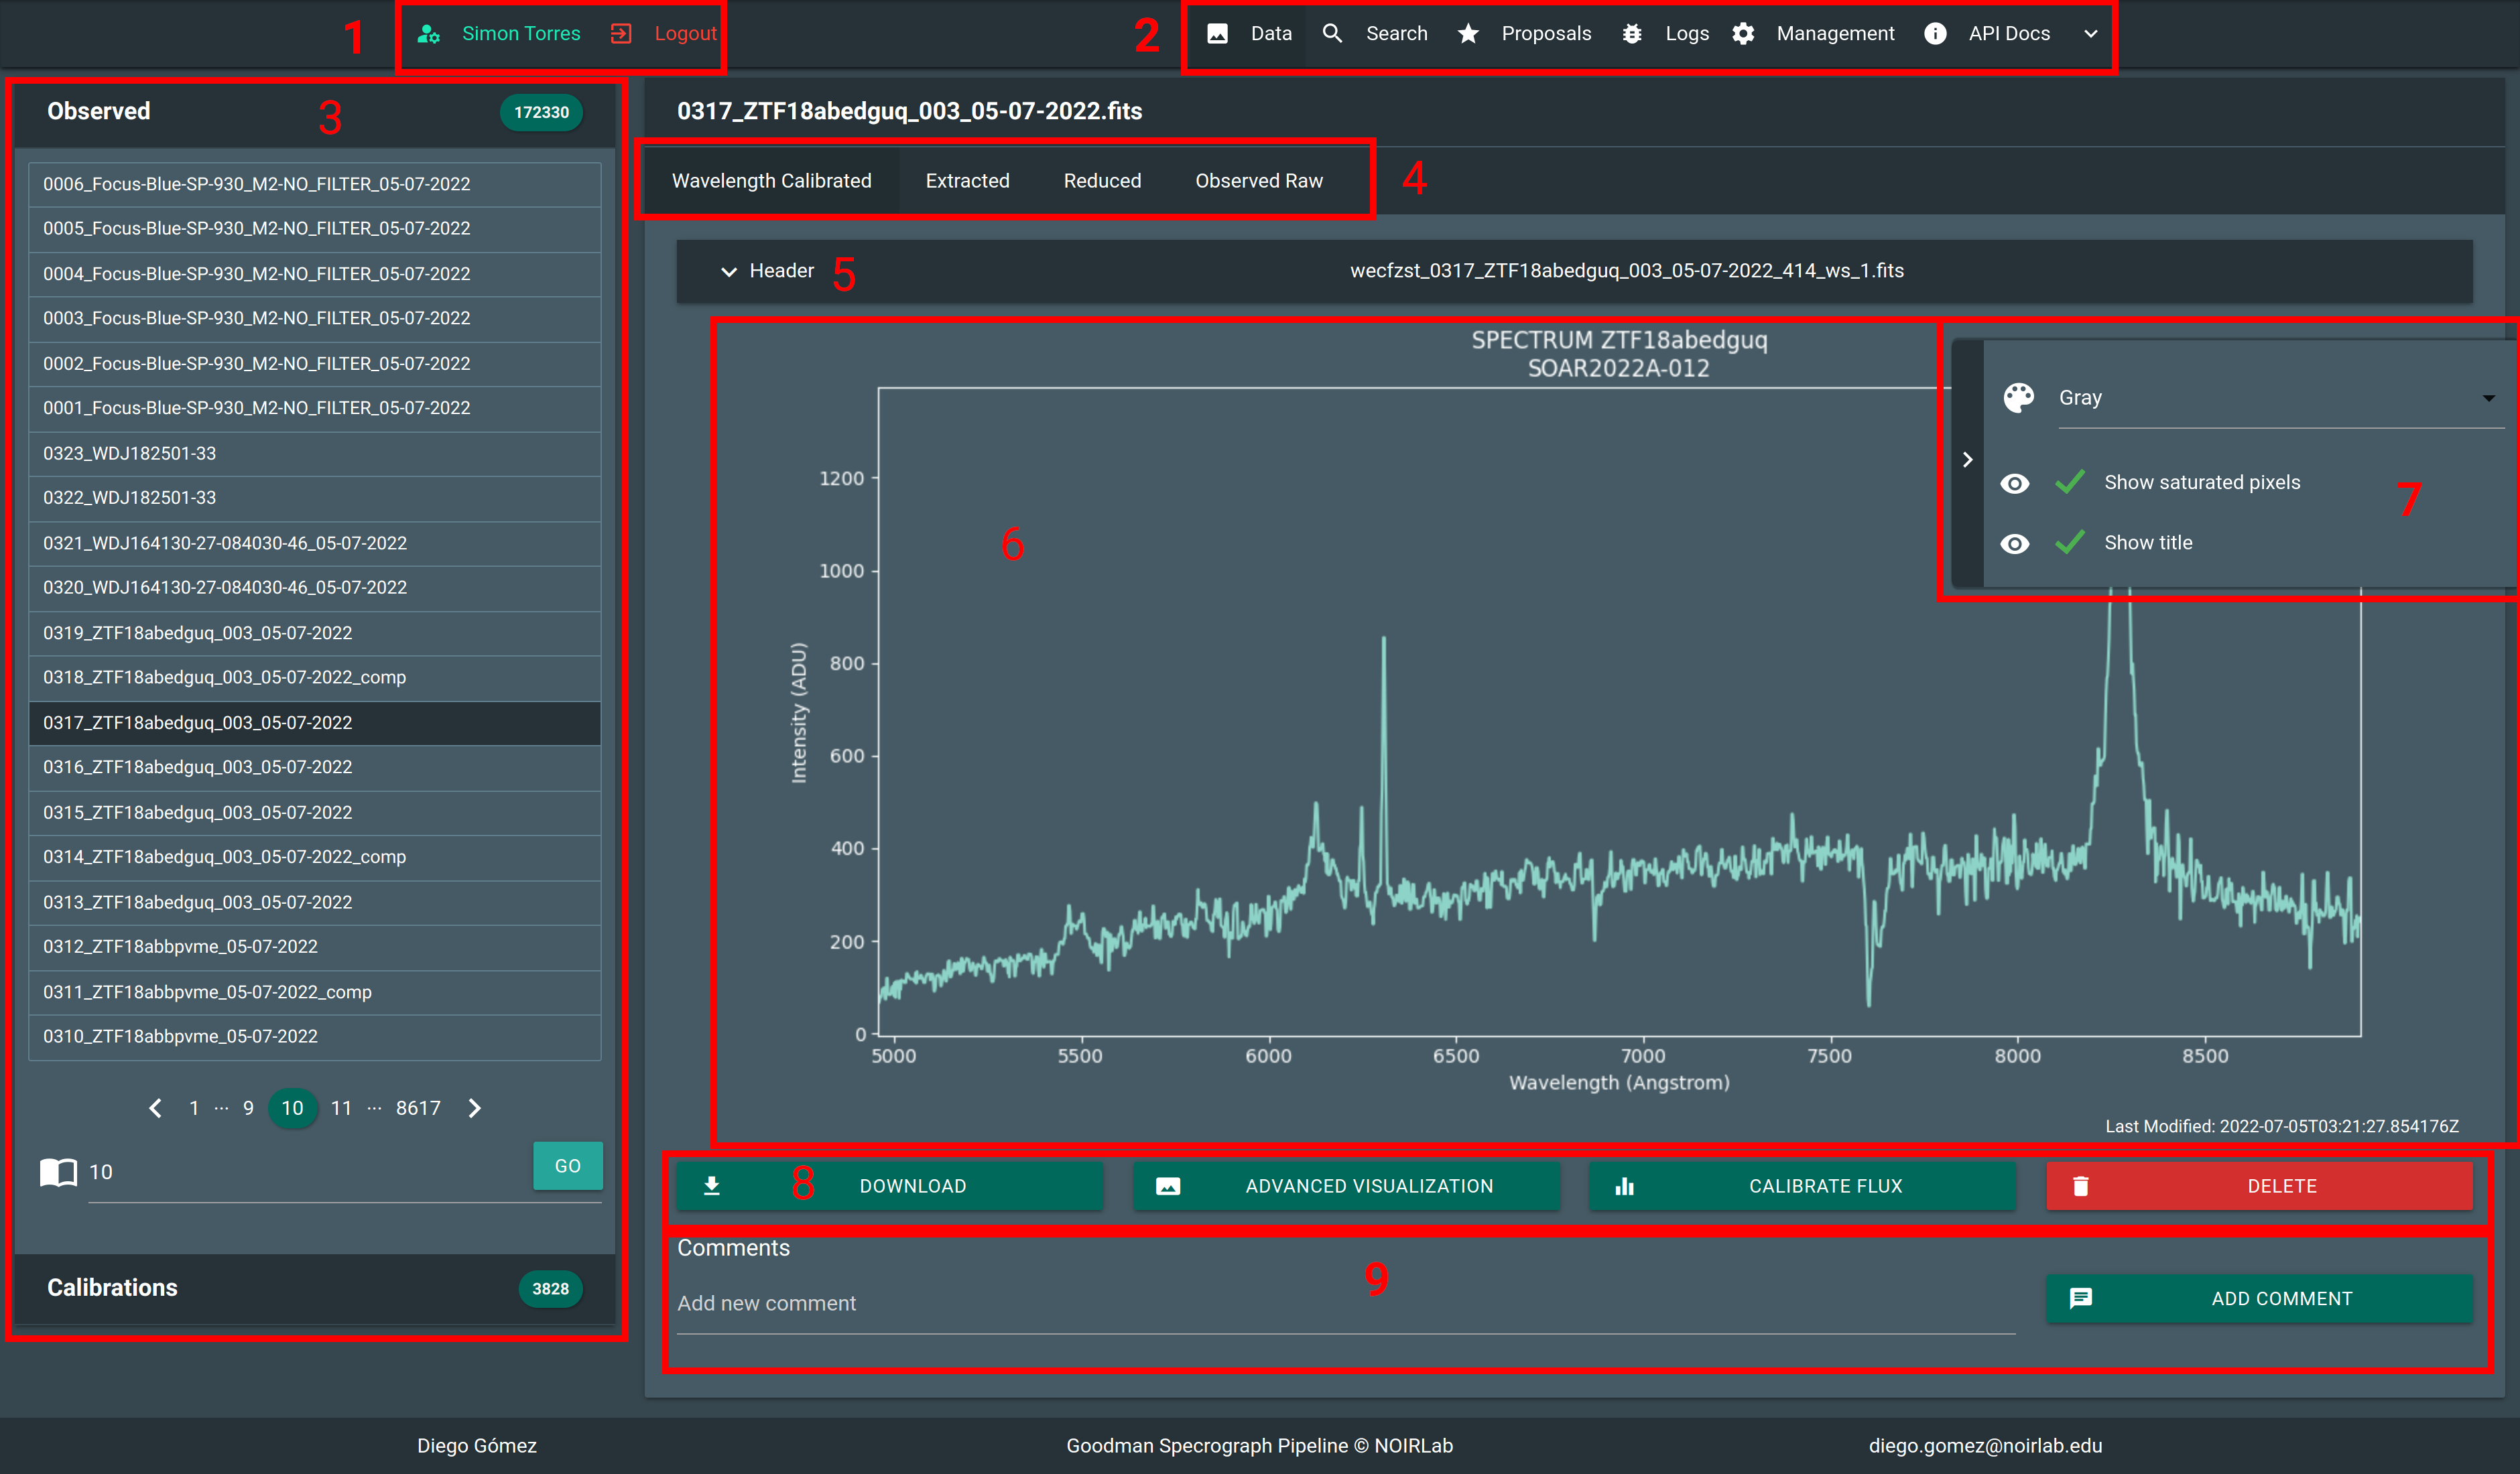 1 Simon Torres Logout 2 Data Search Proposals Logs Management API Docs
Observed 3 172330
0006_Focus-Blue-SP-930_M2-NO_FILTER_05-07-2022
0005_Focus-Blue-SP-930_M2-NO_FILTER_05-07-2022
0004_Focus-Blue-SP-930_M2-NO_FILTER_05-07-2022
0003_Focus-Blue-SP-930_M2-NO_FILTER_05-07-2022
0002_Focus-Blue-SP-930_M2-NO_FILTER_05-07-2022
0001_Focus-Blue-SP-930_M2-NO_FILTER_05-07-2022
0323_WDJ182501-33
0322_WDJ182501-33
0321_WDJ164130-27-084030-46_05-07-2022
0320_WDJ164130-27-084030-46_05-07-2022
0319_ZTF18abedguq_003_05-07-2022
0318_ZTF18abedguq_003_05-07-2022_comp
0317_ZTF18abedguq_003_05-07-2022
0316_ZTF18abedguq_003_05-07-2022
0315_ZTF18abedguq_003_05-07-2022
0314_ZTF18abedguq_003_05-07-2022_comp
0313_ZTF18abedguq_003_05-07-2022
0312_ZTF18abbpvme_05-07-2022
0311_ZTF18abbpvme_05-07-2022_comp
0310_ZTF18abbpvme_05-07-2022
1 ... 9 10 11 ... 8617
10 GO
Calibrations 3828
0317_ZTF18abedguq_003_05-07-2022.fits
Wavelength Calibrated Extracted Reduced Observed Raw 4
Header 5 wecfzst_0317_ZTF18abedguq_003_05-07-2022_414_ws_1.fits
SPECTRUM ZTF18abedguq
SOAR2022A-012
Gray
Show saturated pixels
7
Show title
6
1200
1000
800
600
400
200
0
Intensity (ADU)
5000 5500 6000 6500 7000 7500 8000 8500
Wavelength (Angstrom)
Last Modified: 2022-07-05T03:21:27.854176Z
8 DOWNLOAD ADVANCED VISUALIZATION CALIBRATE FLUX DELETE
Comments
9
Add new comment ADD COMMENT
Diego Gómez Goodman Specrograph Pipeline © NOIRLab diego.gomez@noirlab.edu